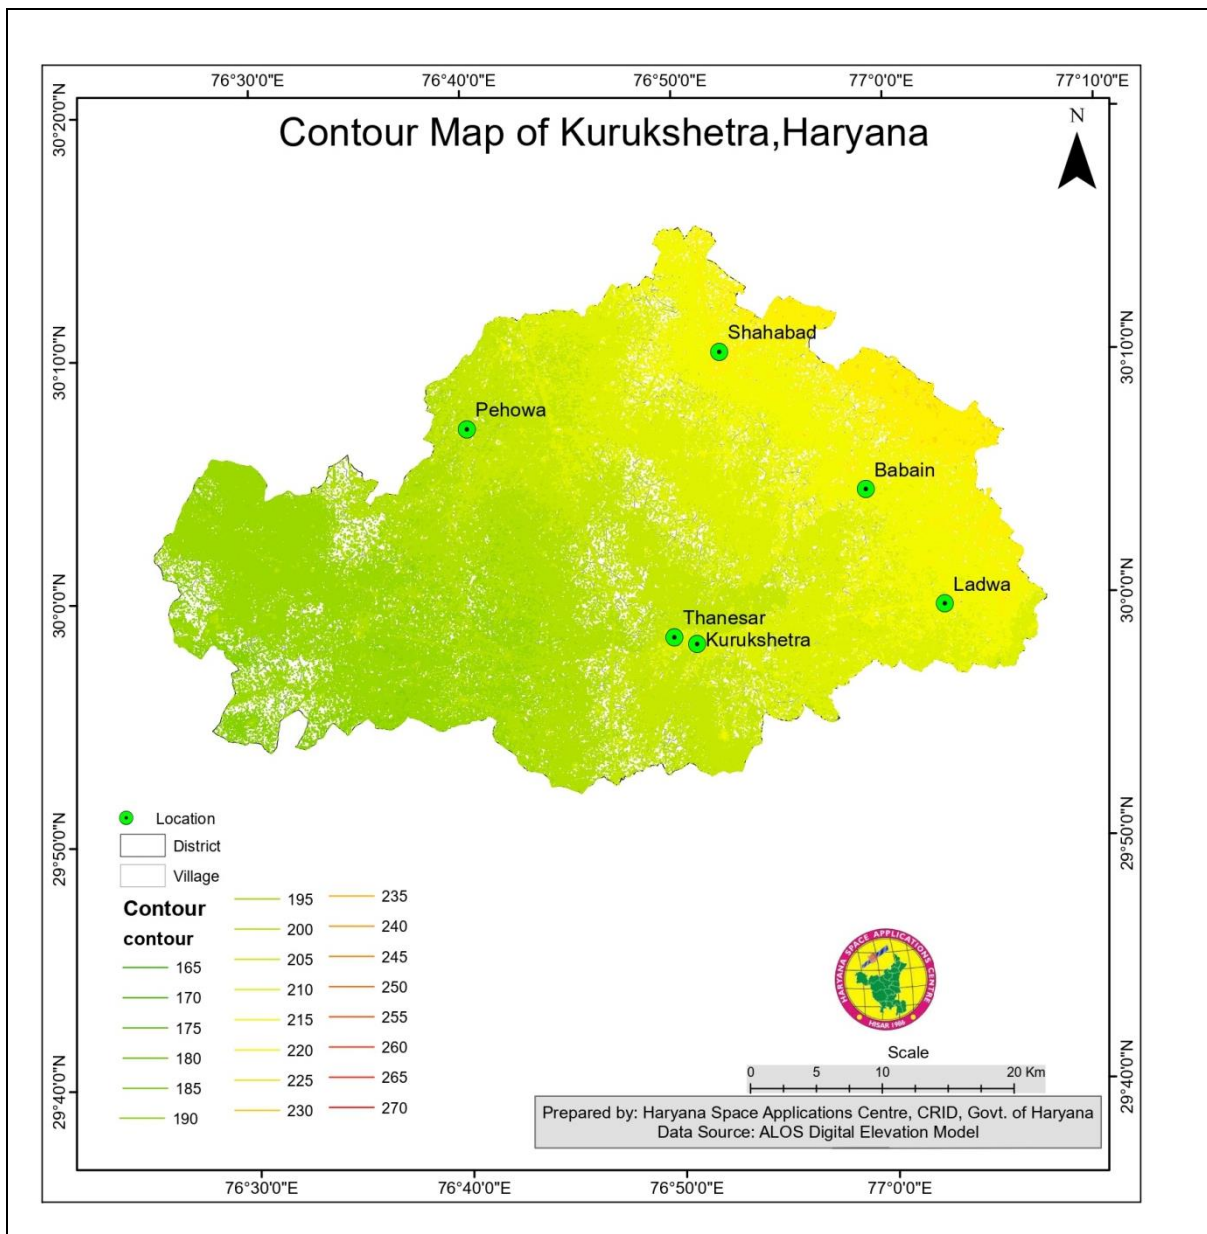 76°30'0"E 76°40'0"E 76°50'0"E 77°0'0"E 77°10'0"E
Contour Map of Kurukshetra,Haryana
N
30°20'0"N
30°10'0"N
30°0'0"N
29°50'0"N
29°40'0"N
30°10'0"N
30°0'0"N
29°50'0"N
29°40'0"N
Shahabad
Pehowa
Babain
Ladwa
Thanesar
Kurukshetra
Location
District
Village
Contour
contour
165
170
175
180
185
190
195
200
205
210
215
220
225
230
235
240
245
250
255
260
265
270
HARYANA SPACE APPLICATIONS CENTRE
HISAR 1986
Scale
0 5 10 20 Km
Prepared by: Haryana Space Applications Centre, CRID, Govt. of Haryana
Data Source: ALOS Digital Elevation Model
76°30'0"E 76°40'0"E 76°50'0"E 77°0'0"E